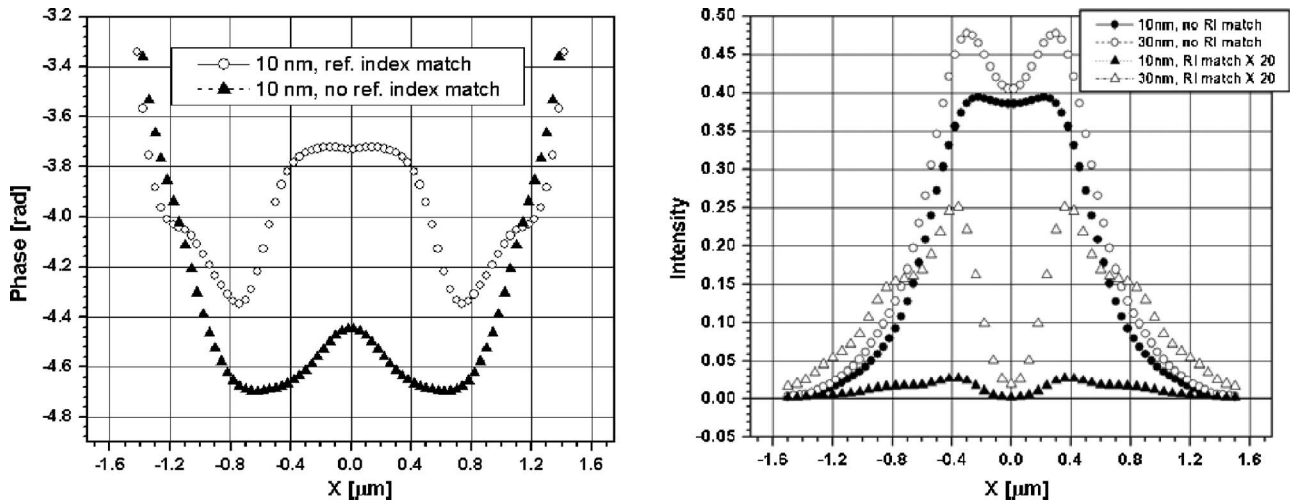 -3.2
-3.4
-3.6
-3.8
-4.0
-4.2
-4.4
-4.6
-4.8
Phase [rad]
10 nm, ref. index match
10 nm, no ref. index match
-1.6 -1.2 -0.8 -0.4 0.0 0.4 0.8 1.2 1.6
X [µm]
0.50
0.45
0.40
0.35
0.30
0.25
0.20
0.15
0.10
0.05
0.00
-0.05
Intensity
10nm, no RI match
30nm, no RI match
10nm, RI match X 20
30nm, RI match X 20
-1.6 -1.2 -0.8 -0.4 0.0 0.4 0.8 1.2 1.6
X [µm]